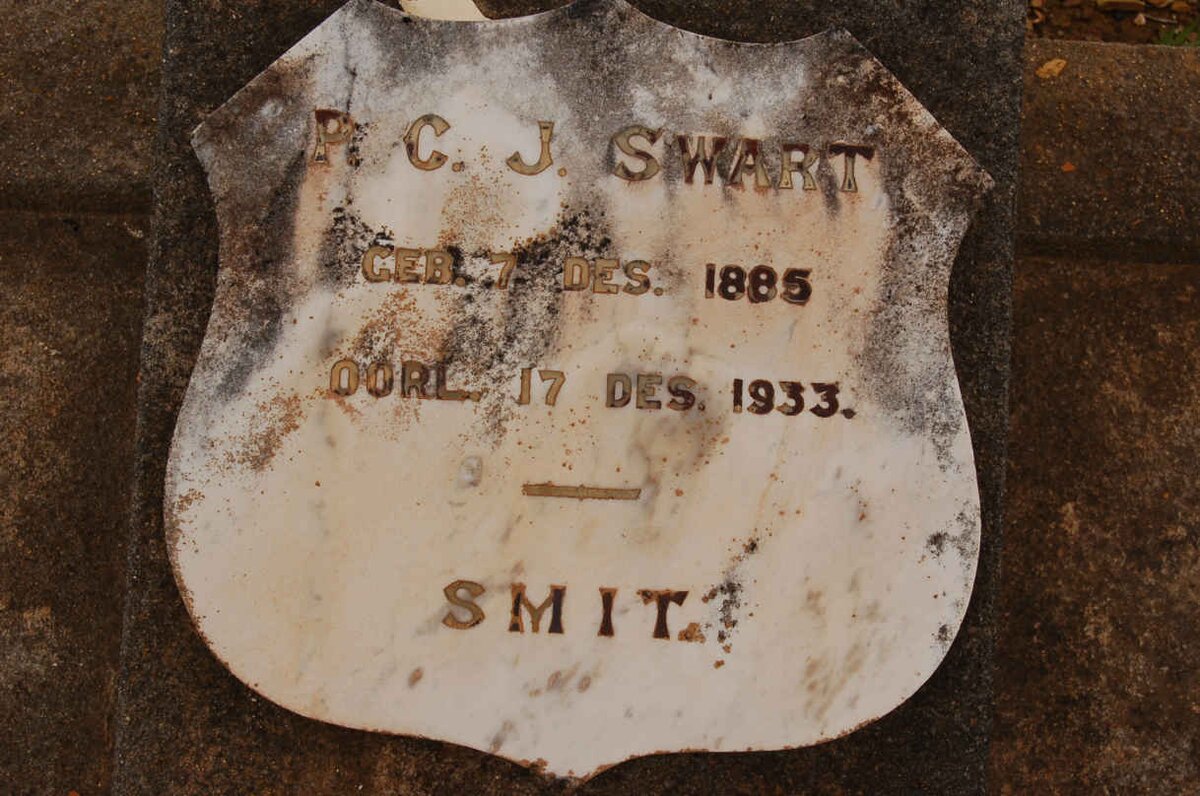 P. C. J. SWART
GEB. 7 DES. 1885
OORL. 17 DES. 1933.
SMIT.